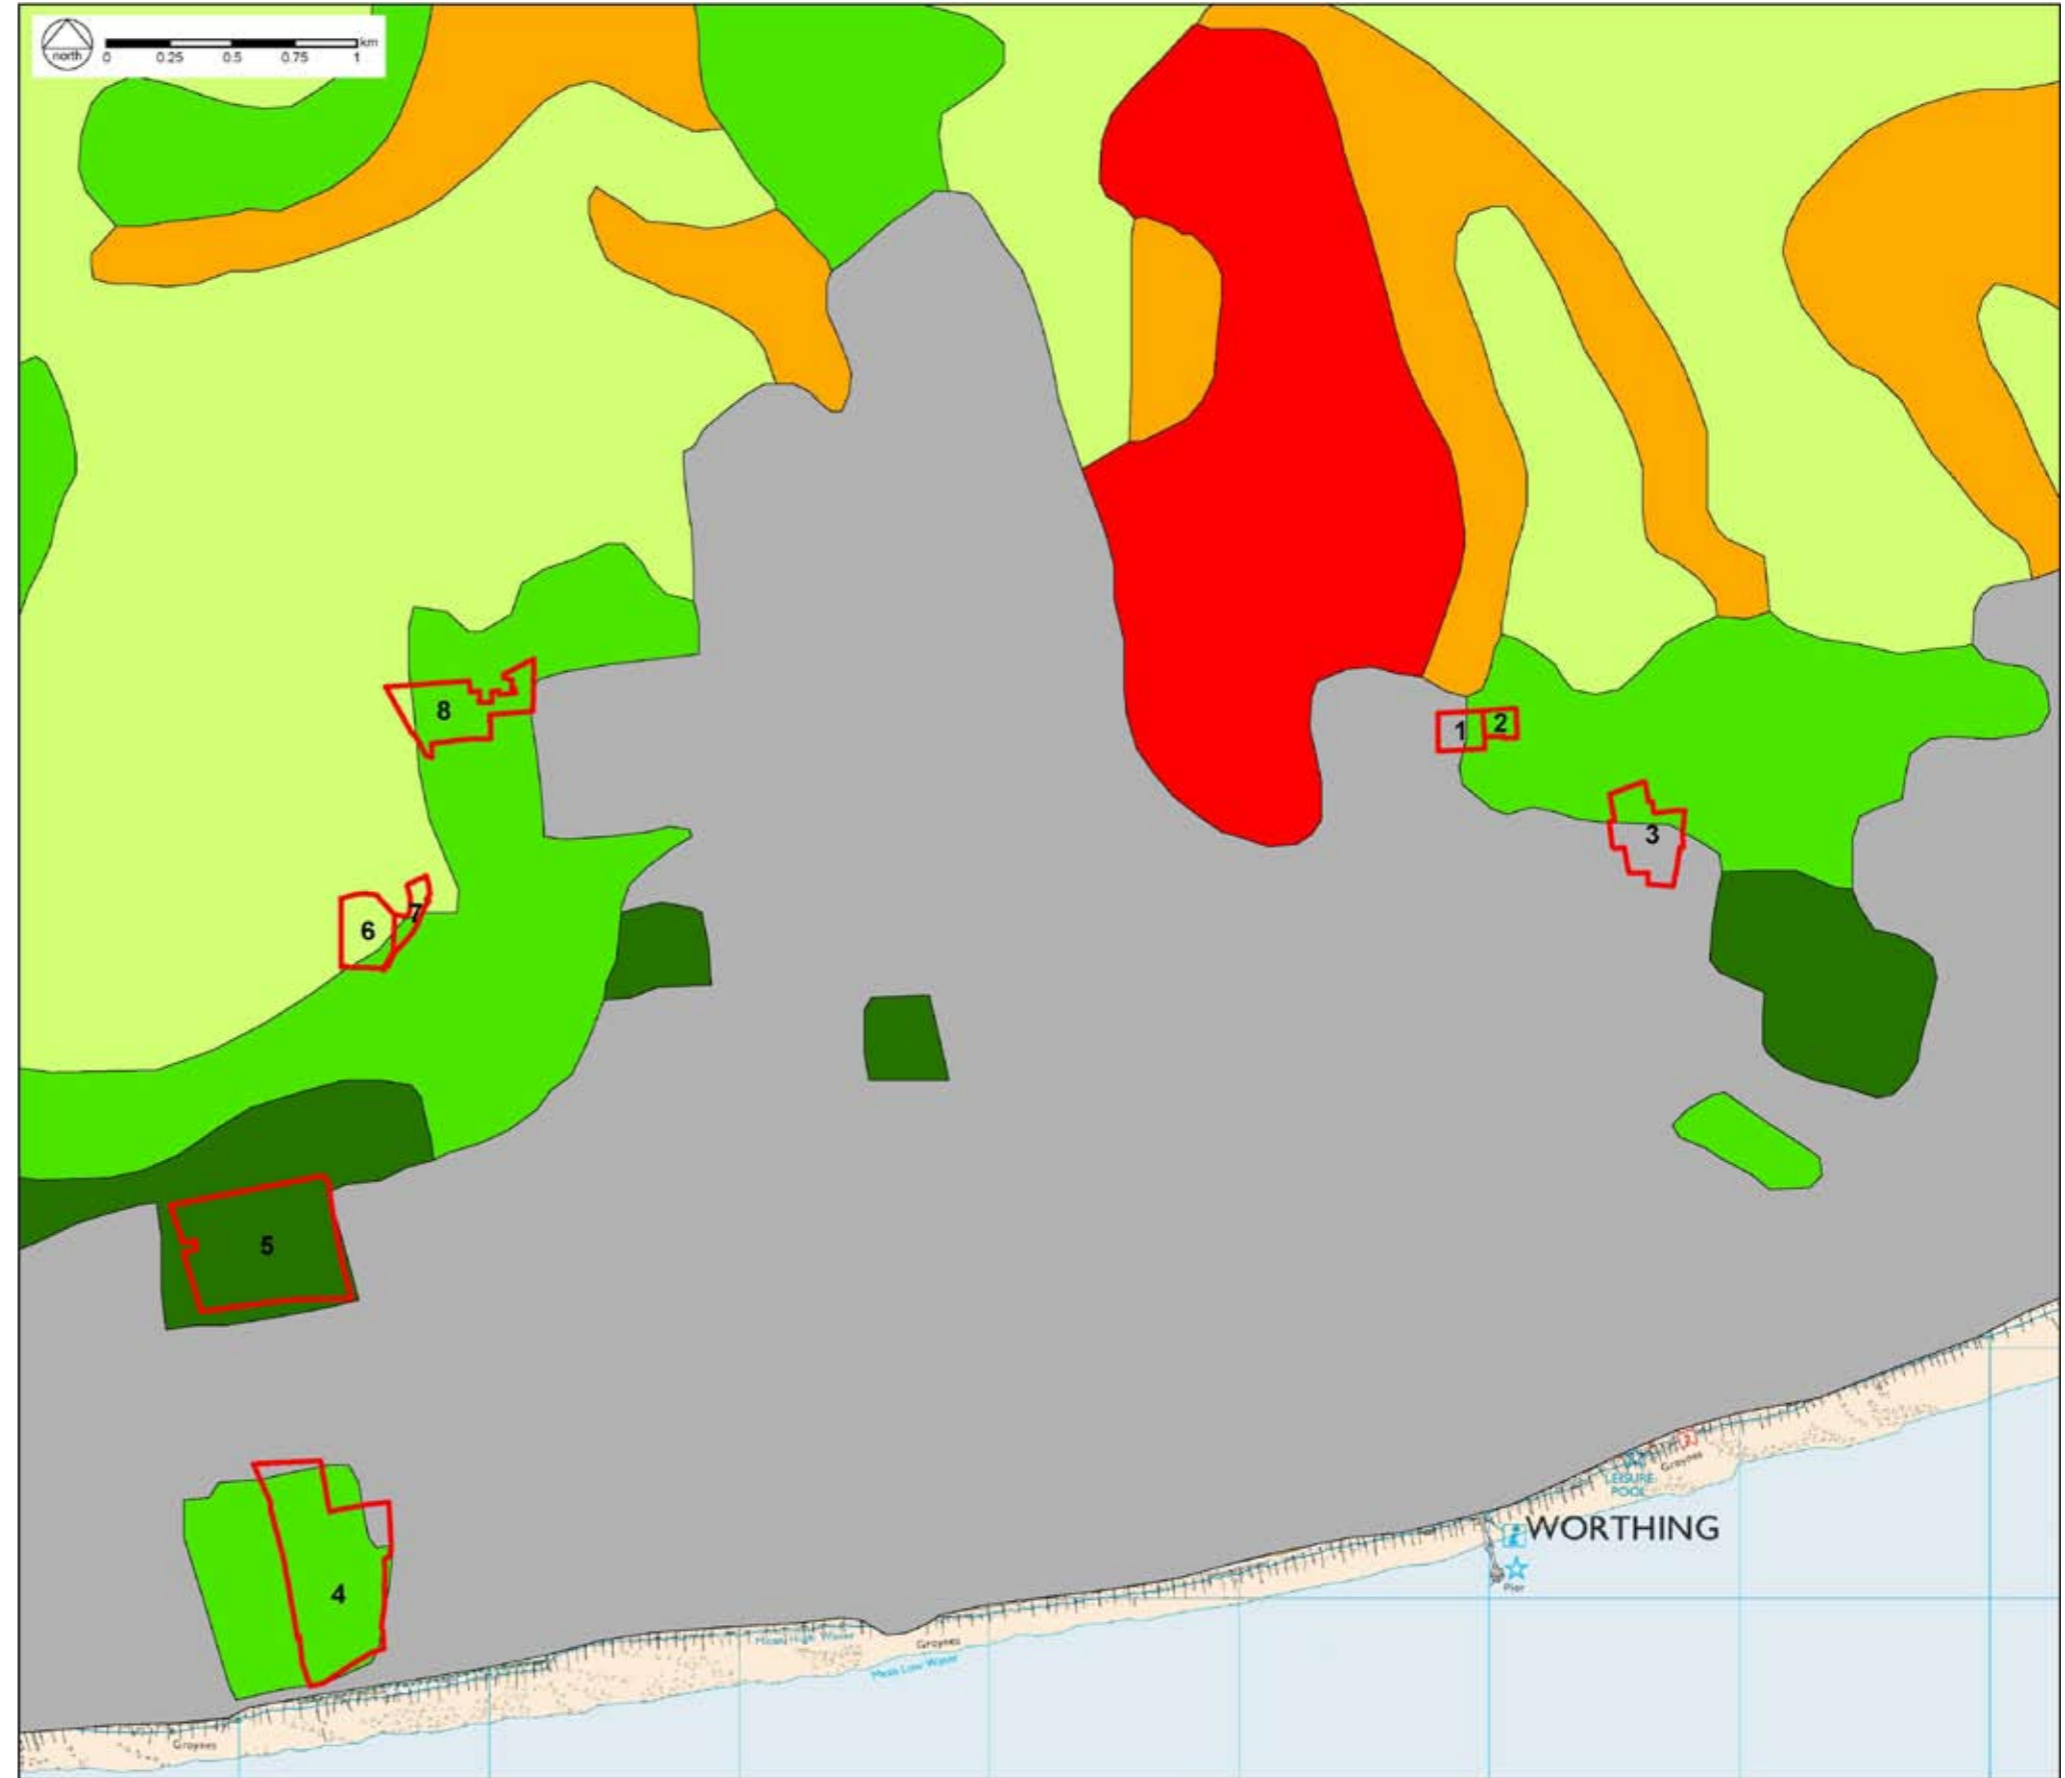 km
north
0 0.25 0.5 0.75 1
8
1
2
3
7
6
5
2
Groynes
LEISURE
POOL
i WORTHING
Pier
4
Mean High Water
Groynes
Mean Low Water
Groynes